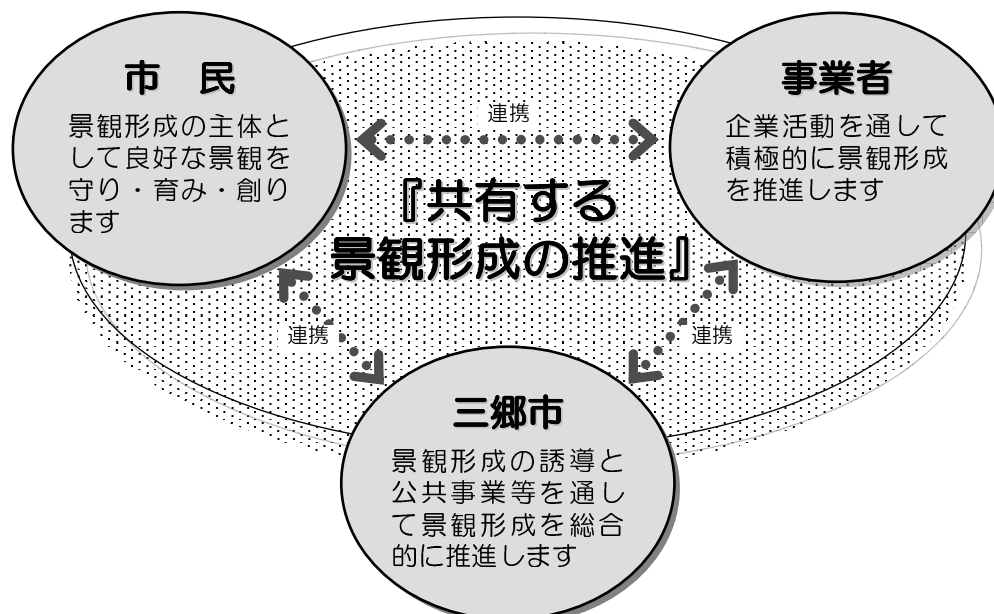 市　民
景観形成の主体と
して良好な景観を
守り・育み・創り
ます
連携
事業者
企業活動を通して
積極的に景観形成
を推進します
『共有する
景観形成の推進』
連携
連携
三郷市
景観形成の誘導と
公共事業等を通し
て景観形成を総合
的に推進します